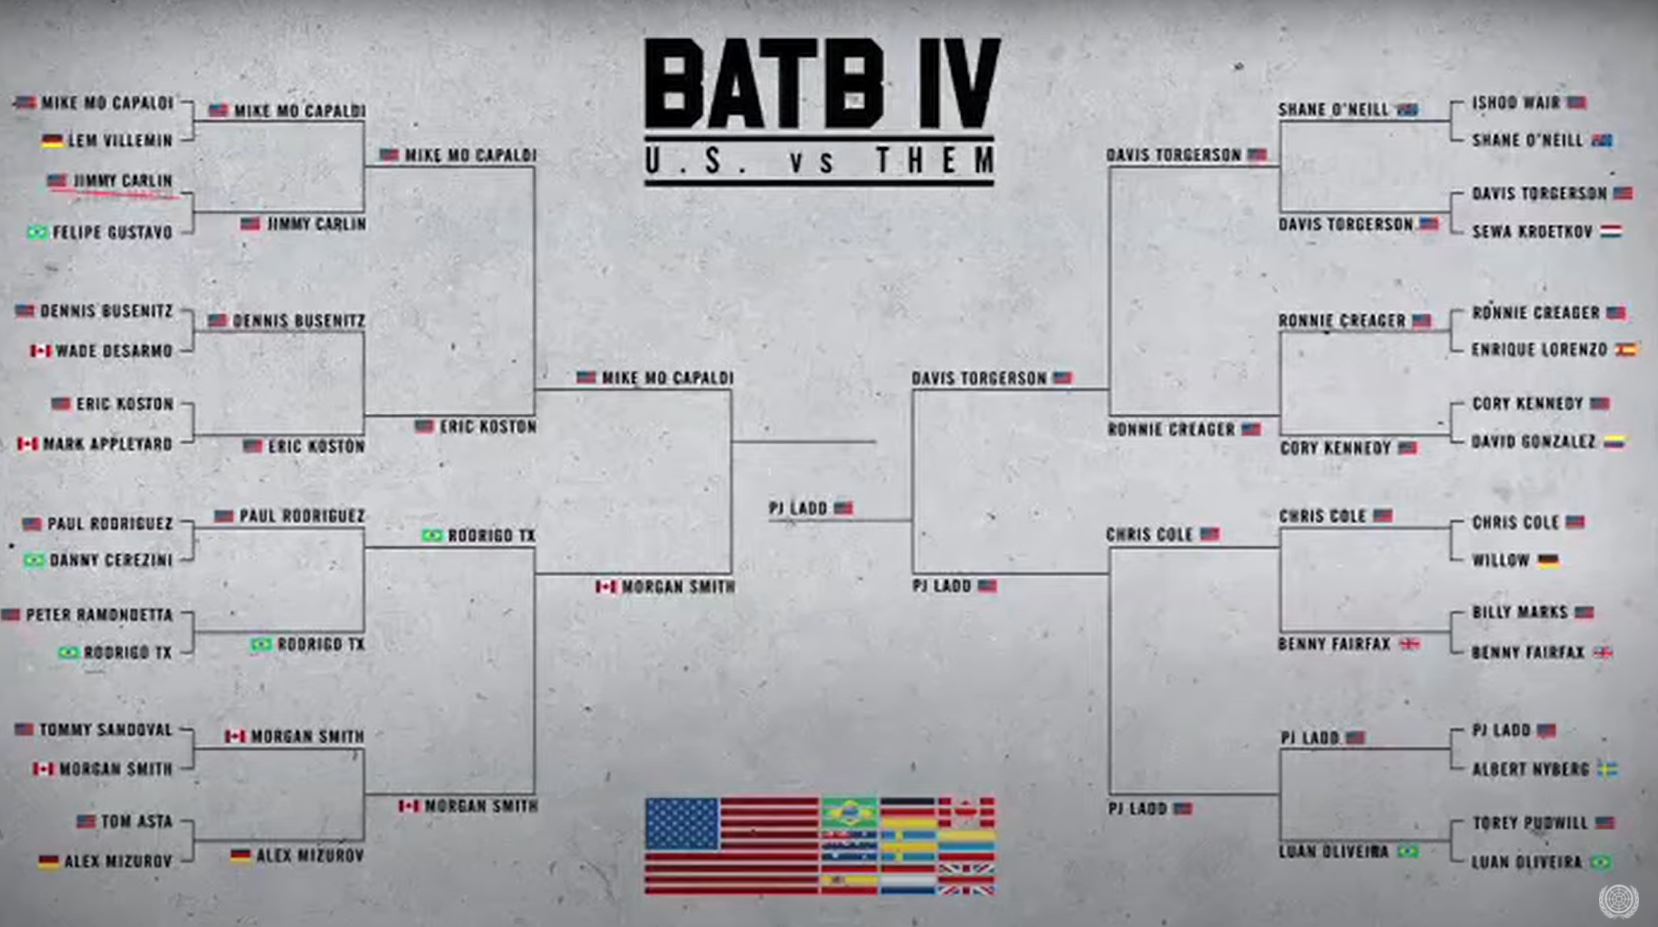 BATB IV
U.S. vs THEM
MIKE MO CAPALDI
LEM VILLEMIN
JIMMY CARLIN
FELIPE GUSTAVO
DENNIS BUSENITZ
WADE DESARMO
ERIC KOSTON
MARK APPLEYARD
PAUL RODRIGUEZ
DANNY CEREZINI
PETER RAMONDETTA
RODRIGO TX
TOMMY SANDOVAL
MORGAN SMITH
TOM ASTA
ALEX MIZUROV
MIKE MO CAPALDI
JIMMY CARLIN
DENNIS BUSENITZ
ERIC KOSTON
PAUL RODRIGUEZ
RODRIGO TX
MORGAN SMITH
ALEX MIZUROV
MIKE MO CAPALDI
ERIC KOSTON
RODRIGO TX
MORGAN SMITH
MIKE MO CAPALDI
MORGAN SMITH
PJ LADD
DAVIS TORGERSON
PJ LADD
DAVIS TORGERSON
RONNIE CREAGER
CHRIS COLE
PJ LADD
SHANE O'NEILL
DAVIS TORGERSON
RONNIE CREAGER
CORY KENNEDY
CHRIS COLE
BENNY FAIRFAX
PJ LADD
LUAN OLIVEIRA
ISHOD WAIR
SHANE O'NEILL
DAVIS TORGERSON
SEWA KROETKOV
RONNIE CREAGER
ENRIQUE LORENZO
CORY KENNEDY
DAVID GONZALEZ
CHRIS COLE
WILLOW
BILLY MARKS
BENNY FAIRFAX
PJ LADD
ALBERT NYBERG
TOREY PUDWILL
LUAN OLIVEIRA